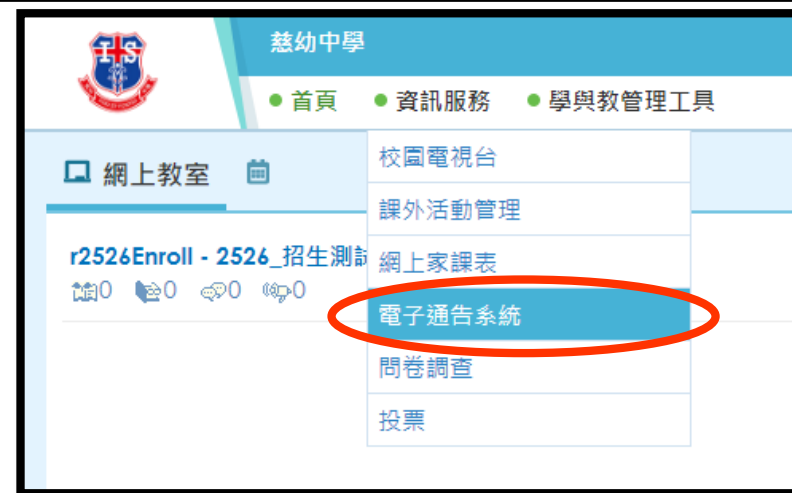 IS
慈幼中學
首頁 資訊服務 學與教管理工具
網上教室
校園電視台
課外活動管理
r2526Enroll - 2526_招生測試
網上家課表
0 0 0 0
電子通告系統
問卷調查
投票